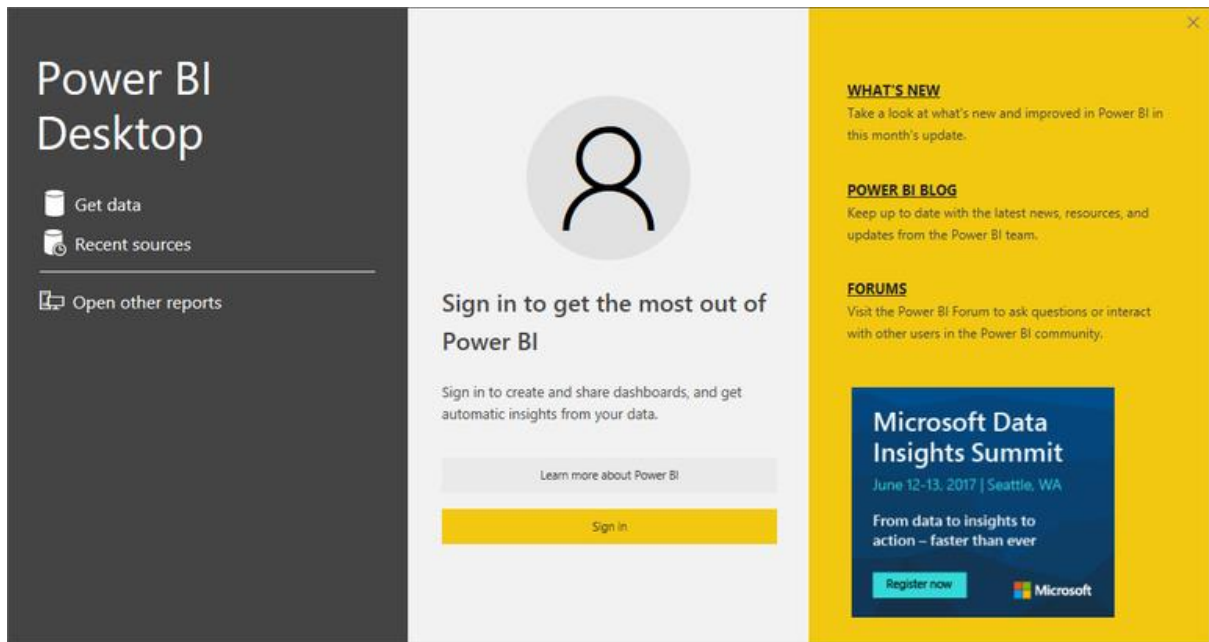 Power BI
Desktop
Get data
Recent sources
Open other reports
Sign in to get the most out of
Power BI
Sign in to create and share dashboards, and get
automatic insights from your data.
Learn more about Power BI
Sign in
WHAT'S NEW
Take a look at what's new and improved in Power BI in
this month's update.
POWER BI BLOG
Keep up to date with the latest news, resources, and
updates from the Power BI team.
FORUMS
Visit the Power BI Forum to ask questions or interact
with other users in the Power BI community.
Microsoft Data
Insights Summit
June 12-13, 2017 | Seattle, WA
From data to insights to
action – faster than ever
Register now
Microsoft